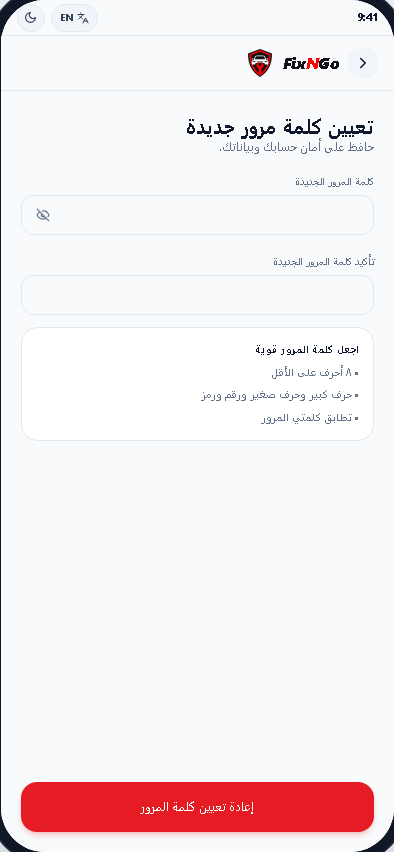 9:41
EN
FixNGo
تعيين كلمة مرور جديدة
حافظ على أمان حسابك وبياناتك.
كلمة المرور الجديدة
تأكيد كلمة المرور الجديدة
اجعل كلمة المرور قوية
• ٨ أحرف على الأقل
• حرف كبير وحرف صغير ورقم ورمز
• تطابق كلمتي المرور
إعادة تعيين كلمة المرور